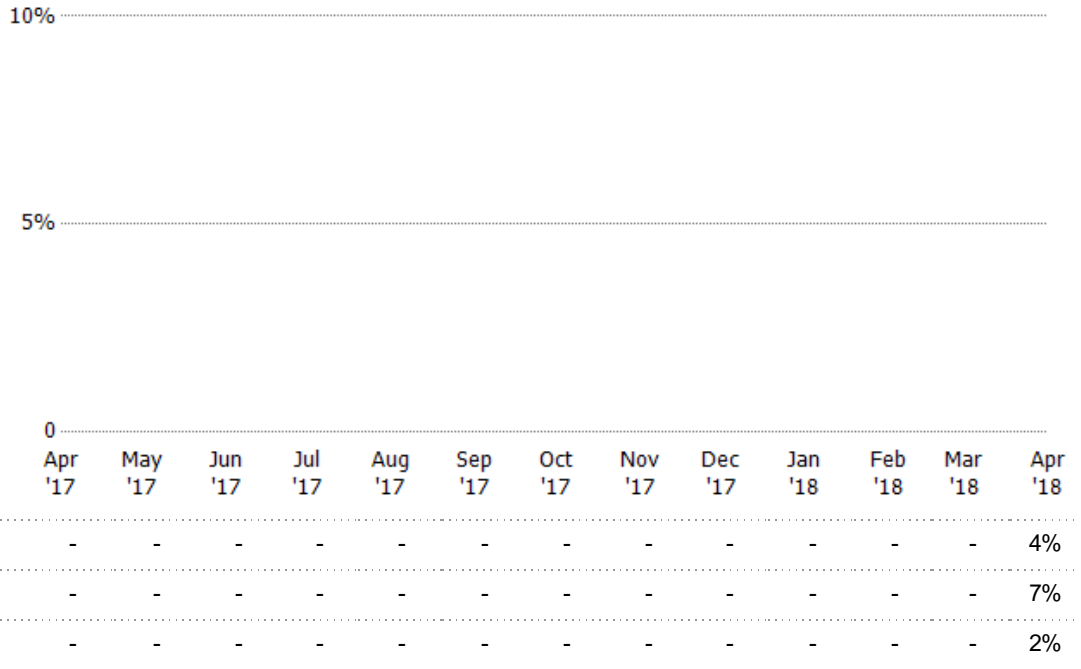 10%
5%
0
Apr May Jun Jul Aug Sep Oct Nov Dec Jan Feb Mar Apr
'17 '17 '17 '17 '17 '17 '17 '17 '17 '18 '18 '18 '18
- - - - - - - - - - - - 4%
- - - - - - - - - - - - 7%
- - - - - - - - - - - - 2%